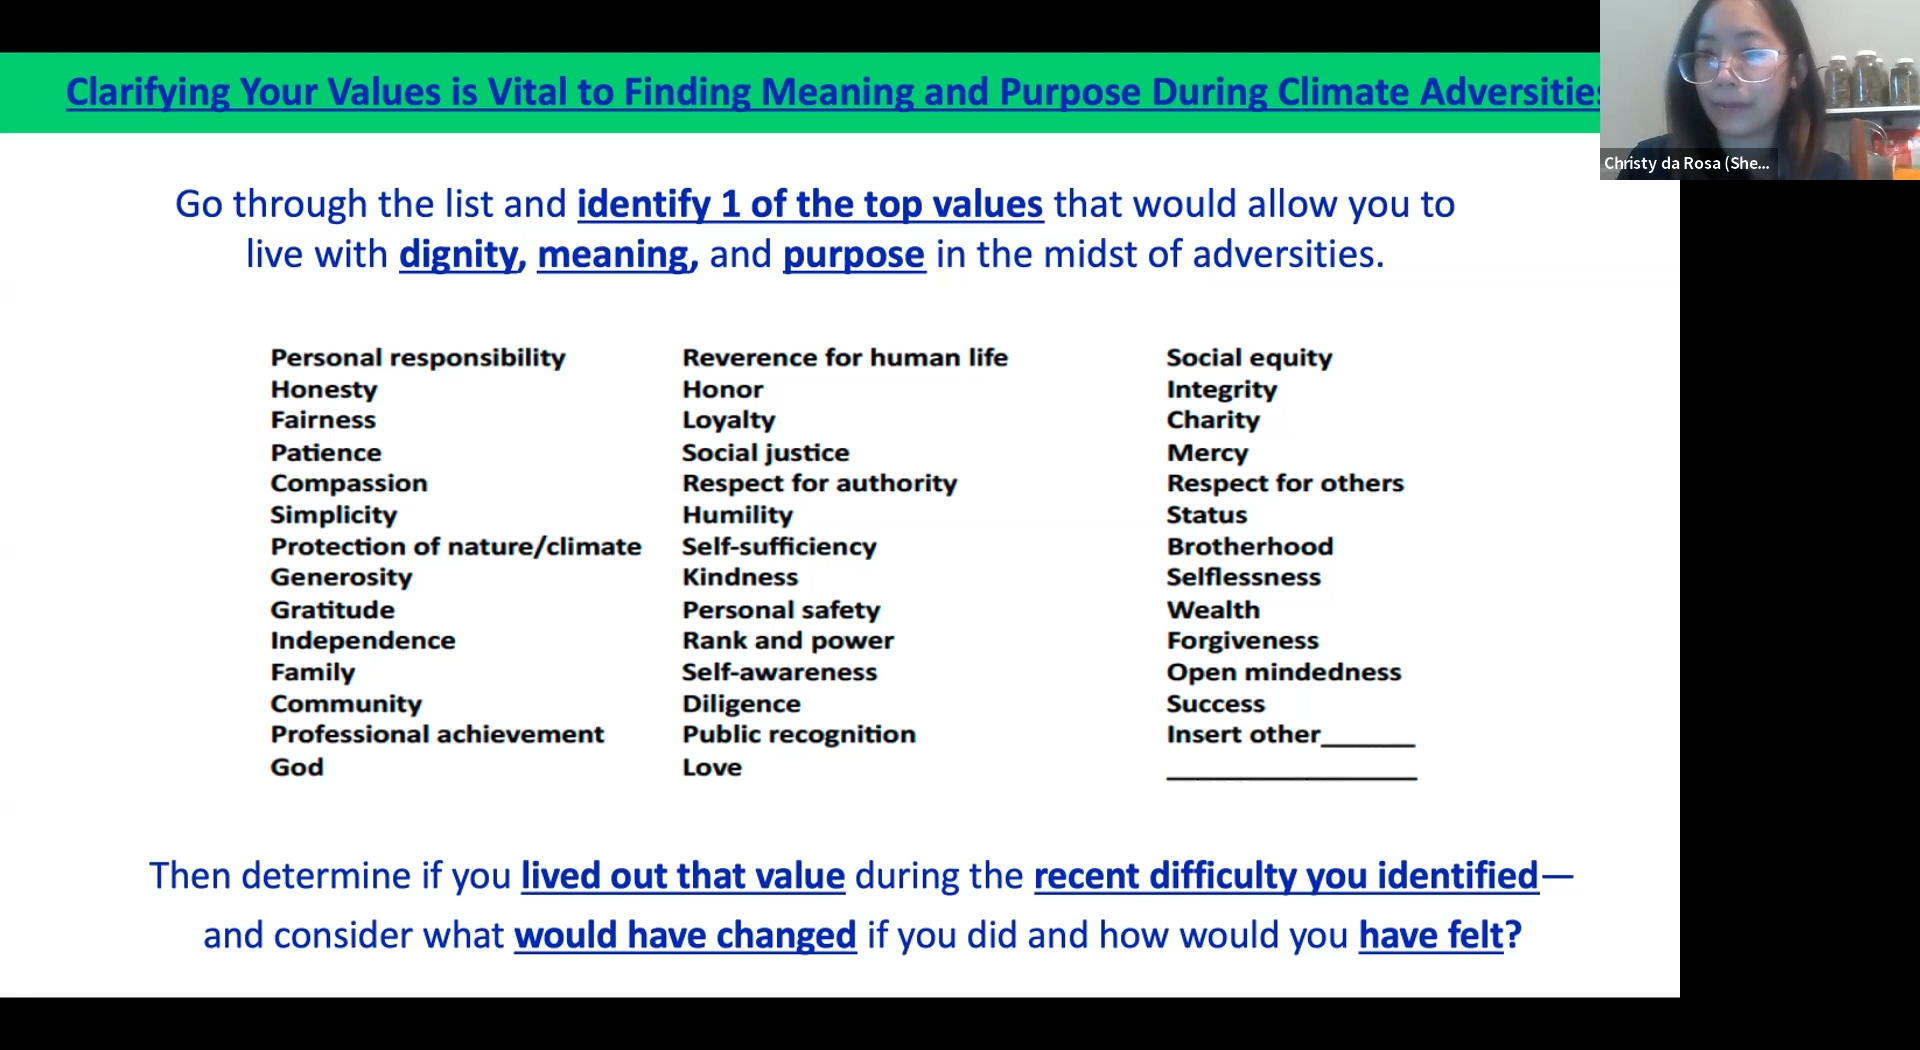 Clarifying Your Values is Vital to Finding Meaning and Purpose During Climate Adversities
Christy da Rosa (She...
Go through the list and identify 1 of the top values that would allow you to
live with dignity, meaning, and purpose in the midst of adversities.
Personal responsibility
Honesty
Fairness
Patience
Compassion
Simplicity
Protection of nature/climate
Generosity
Gratitude
Independence
Family
Community
Professional achievement
God
Reverence for human life
Honor
Loyalty
Social justice
Respect for authority
Humility
Self-sufficiency
Kindness
Personal safety
Rank and power
Self-awareness
Diligence
Public recognition
Love
Social equity
Integrity
Charity
Mercy
Respect for others
Status
Brotherhood
Selflessness
Wealth
Forgiveness
Open mindedness
Success
Insert other______
________________
Then determine if you lived out that value during the recent difficulty you identified—
and consider what would have changed if you did and how would you have felt?